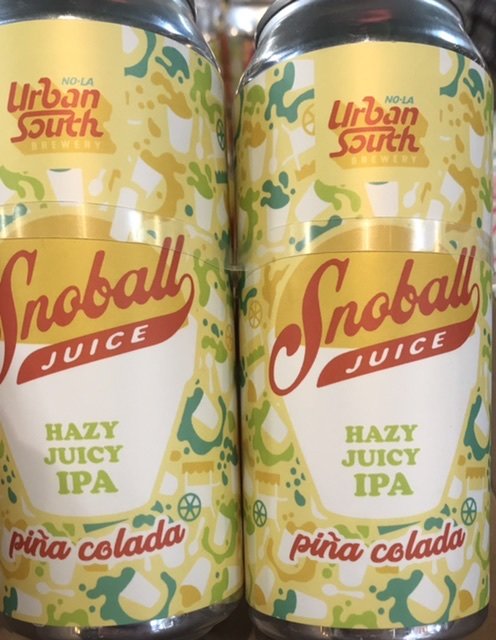 NO-LA
Urban
South
BREWERY
Snoball
JUICE
HAZY
JUICY
IPA
piña colada
NO-LA
Urban
South
BREWERY
Snoball
JUICE
HAZY
JUICY
IPA
piña colada